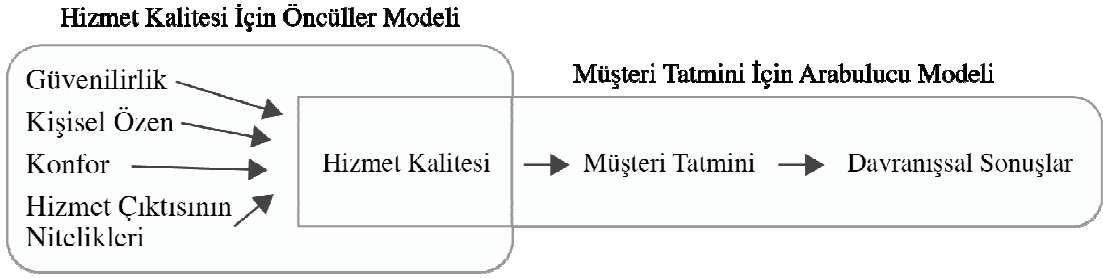 Hizmet Kalitesi İçin Öncüller Modeli
Müşteri Tatmini İçin Arabulucu Modeli
Güvenilirlik
Kişisel Özen
Konfor
Hizmet Çıktısının
Nitelikleri
Hizmet Kalitesi
Müşteri Tatmini
Davranışsal Sonuşlar